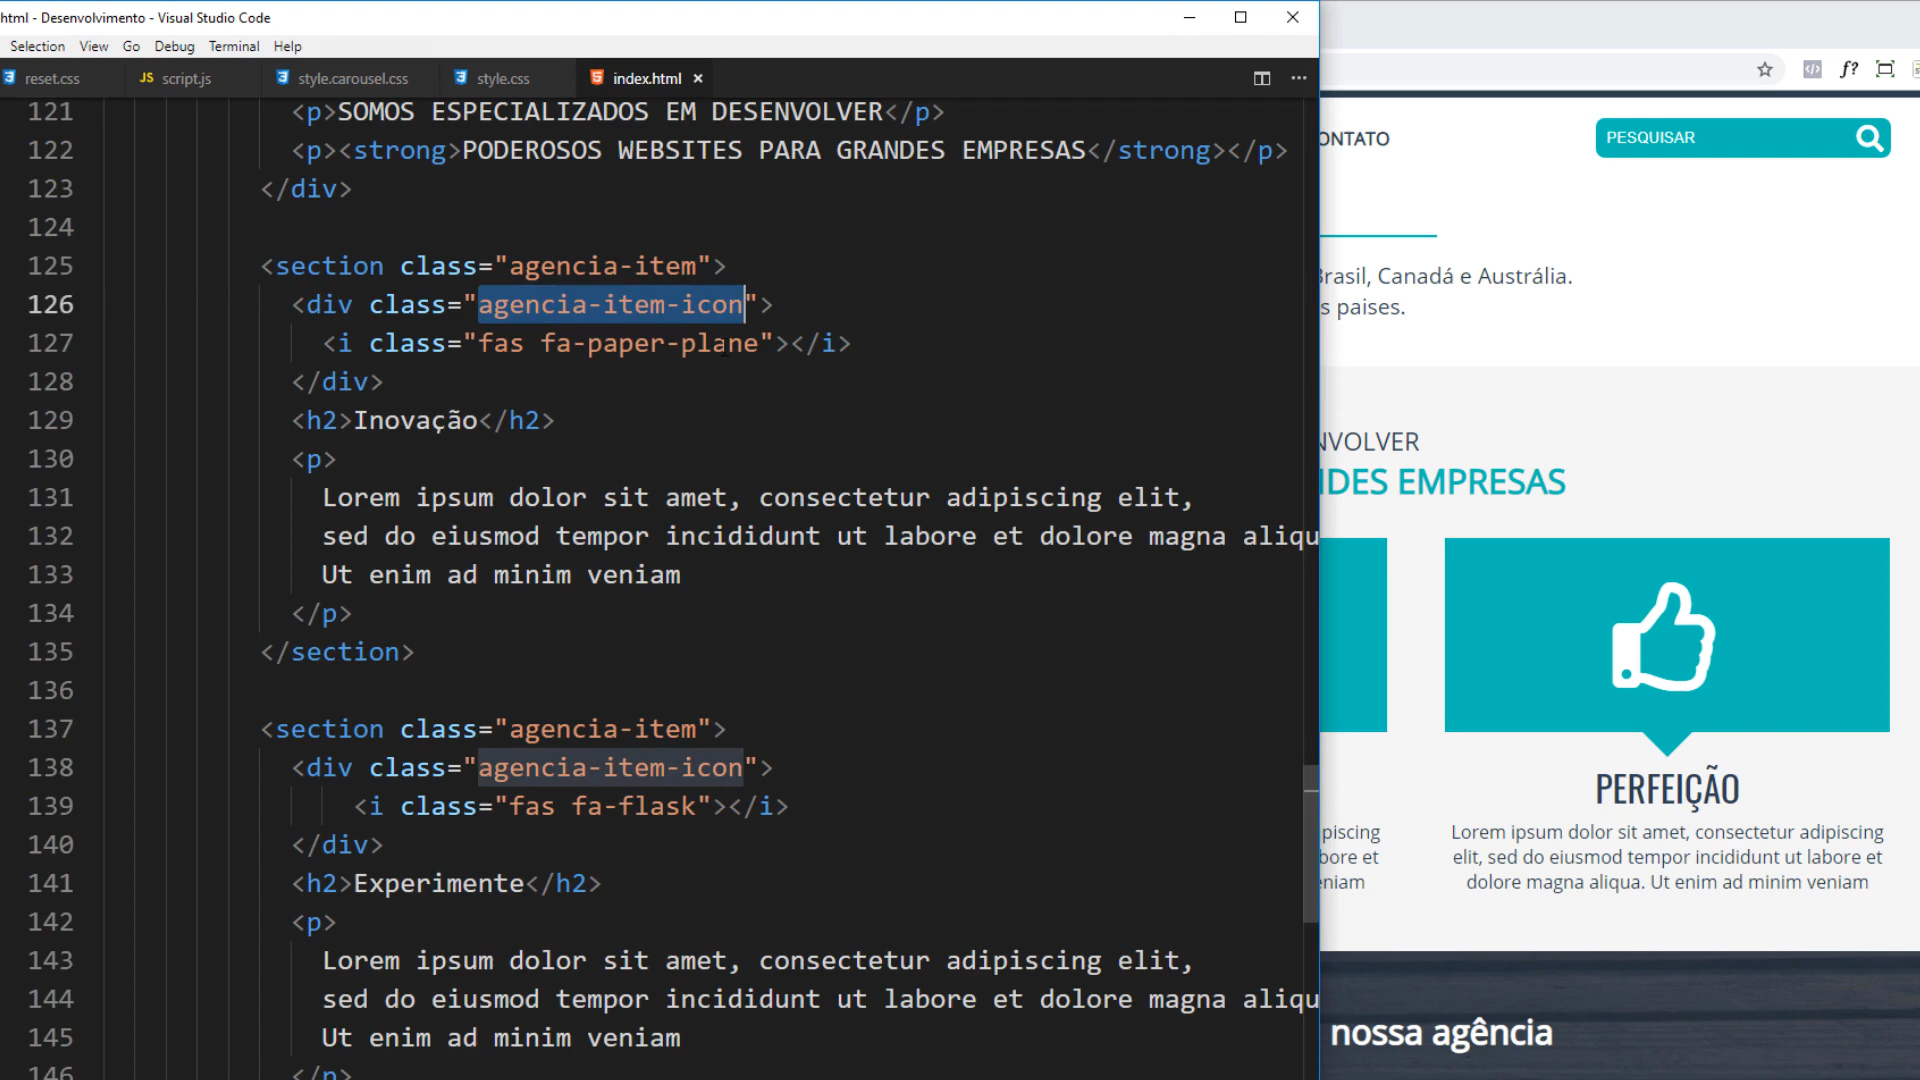 html - Desenvolvimento - Visual Studio Code
Selection View Go Debug Terminal Help
reset.css JS script.js style.carousel.css style.css index.html
121 <p>SOMOS ESPECIALIZADOS EM DESENVOLVER</p>
122 <p><strong>PODEROSOS WEBSITES PARA GRANDES EMPRESAS</strong></p>
123 </div>
124
125 <section class="agencia-item">
126 <div class="agencia-item-icon">
127 <i class="fas fa-paper-plane"></i>
128 </div>
129 <h2>Inovação</h2>
130 <p>
131 Lorem ipsum dolor sit amet, consectetur adipiscing elit,
132 sed do eiusmod tempor incididunt ut labore et dolore magna aliqu
133 Ut enim ad minim veniam
134 </p>
135 </section>
136
137 <section class="agencia-item">
138 <div class="agencia-item-icon">
139 <i class="fas fa-flask"></i>
140 </div>
141 <h2>Experimente</h2>
142 <p>
143 Lorem ipsum dolor sit amet, consectetur adipiscing elit,
144 sed do eiusmod tempor incididunt ut labore et dolore magna aliqu
145 Ut enim ad minim veniam
146 </p>
f?
ONTATO
PESQUISAR
Brasil, Canadá e Austrália.
s paises.
NVOLVER
NDES EMPRESAS
PERFEIÇÃO
piscing
bore et
eniam
Lorem ipsum dolor sit amet, consectetur adipiscing
elit, sed do eiusmod tempor incididunt ut labore et
dolore magna aliqua. Ut enim ad minim veniam
nossa agência